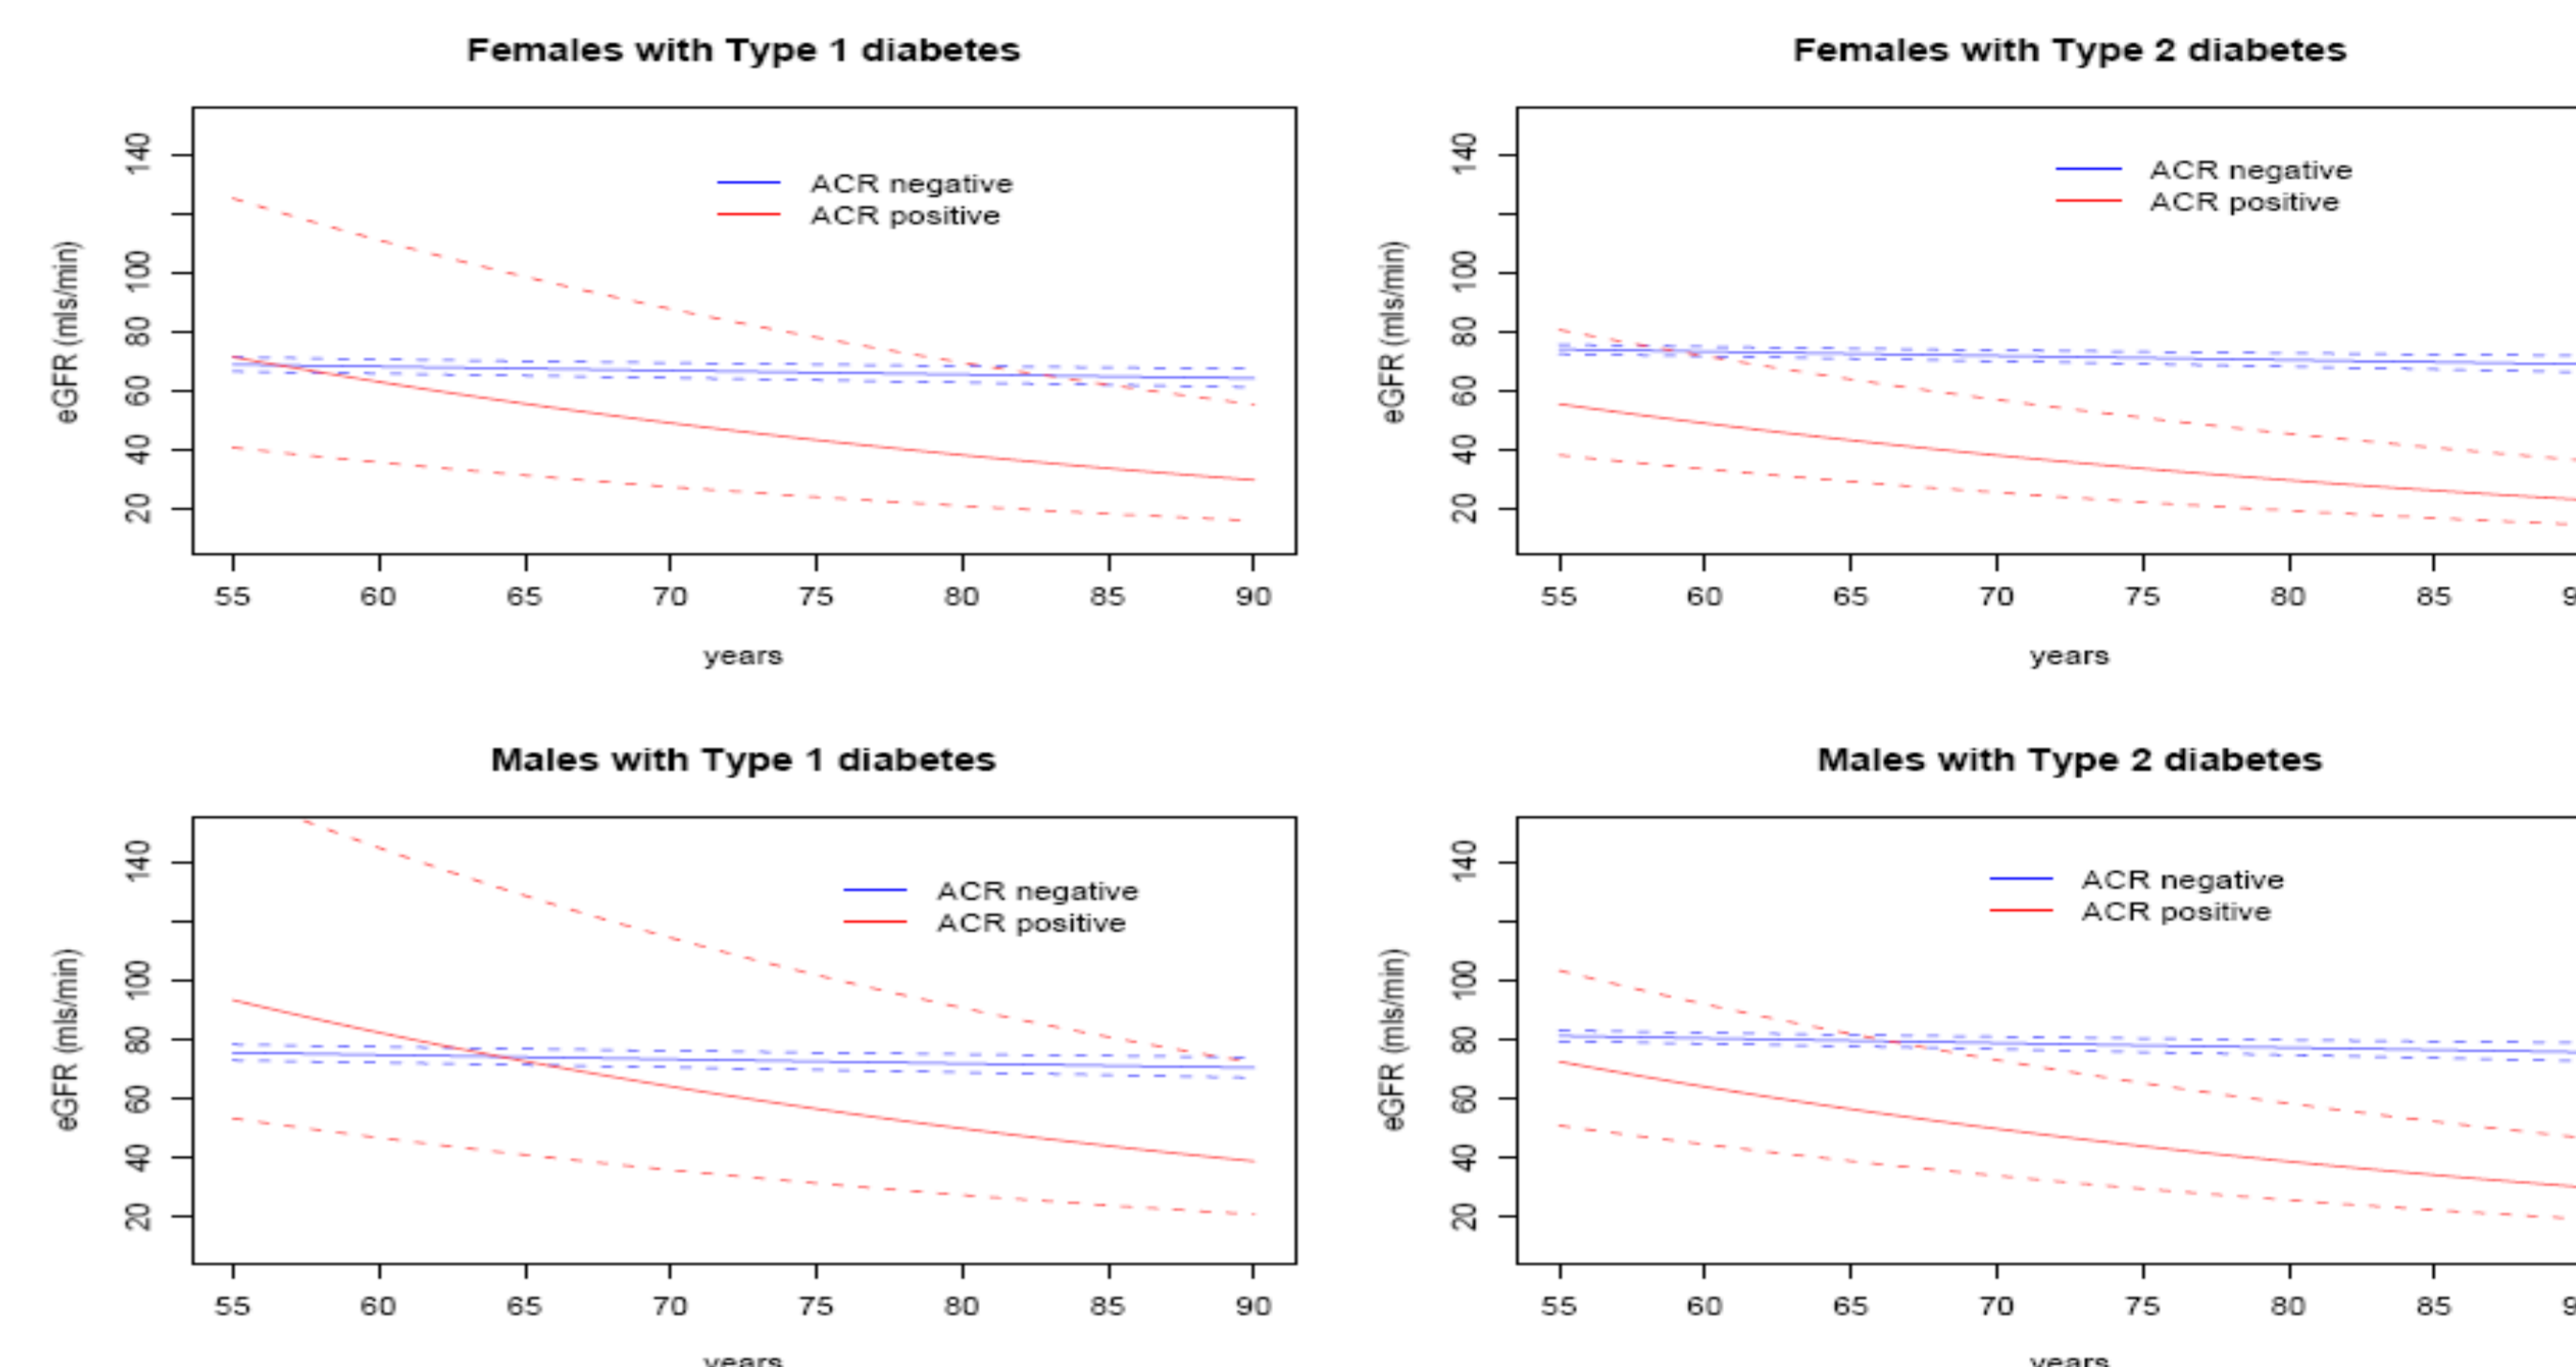 Females with Type 1 diabetes
140
100
80
60
40
20
eGFR (mls/min)
ACR negative
ACR positive
55 60 65 70 75 80 85 90
years
Females with Type 2 diabetes
140
100
80
60
40
20
eGFR (mls/min)
ACR negative
ACR positive
55 60 65 70 75 80 85 9
years
Males with Type 1 diabetes
140
100
80
60
40
20
eGFR (mls/min)
ACR negative
ACR positive
55 60 65 70 75 80 85 90
years
Males with Type 2 diabetes
140
100
80
60
40
20
eGFR (mls/min)
ACR negative
ACR positive
55 60 65 70 75 80 85 9
years